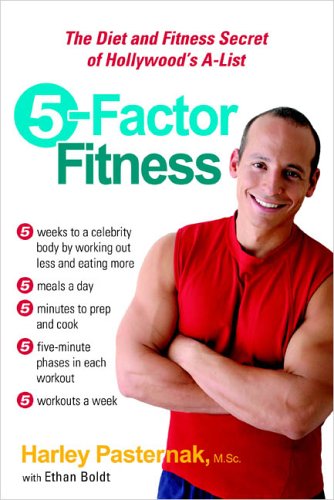 The Diet and Fitness Secret
of Hollywood's A-List
5-Factor
Fitness
5 weeks to a celebrity
body by working out
less and eating more
5 meals a day
5 minutes to prep
and cook
5 five-minute
phases in each
workout
5 workouts a week
Harley Pasternak, M.Sc.
with Ethan Boldt